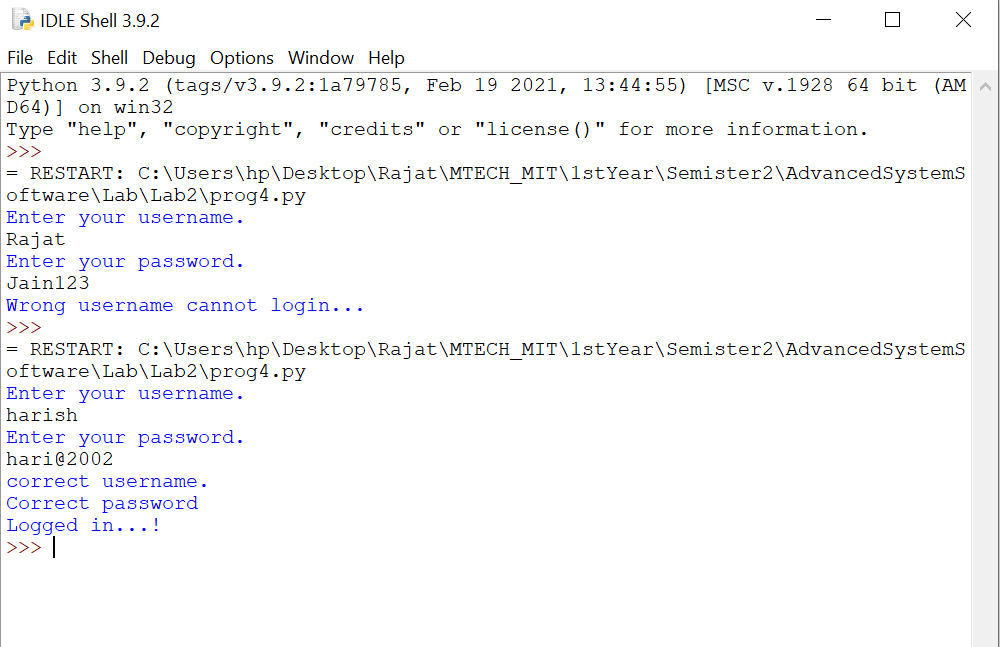 IDLE Shell 3.9.2
File Edit Shell Debug Options Window Help
Python 3.9.2 (tags/v3.9.2:1a79785, Feb 19 2021, 13:44:55) [MSC v.1928 64 bit (AM
D64)] on win32
Type "help", "copyright", "credits" or "license()" for more information.
>>>
= RESTART: C:\Users\hp\Desktop\Rajat\MTECH_MIT\1stYear\Semister2\AdvancedSystemS
oftware\Lab\Lab2\prog4.py
Enter your username.
Rajat
Enter your password.
Jain123
Wrong username cannot login...
>>>
= RESTART: C:\Users\hp\Desktop\Rajat\MTECH_MIT\1stYear\Semister2\AdvancedSystemS
oftware\Lab\Lab2\prog4.py
Enter your username.
harish
Enter your password.
hari@2002
correct username.
Correct password
Logged in...!
>>>